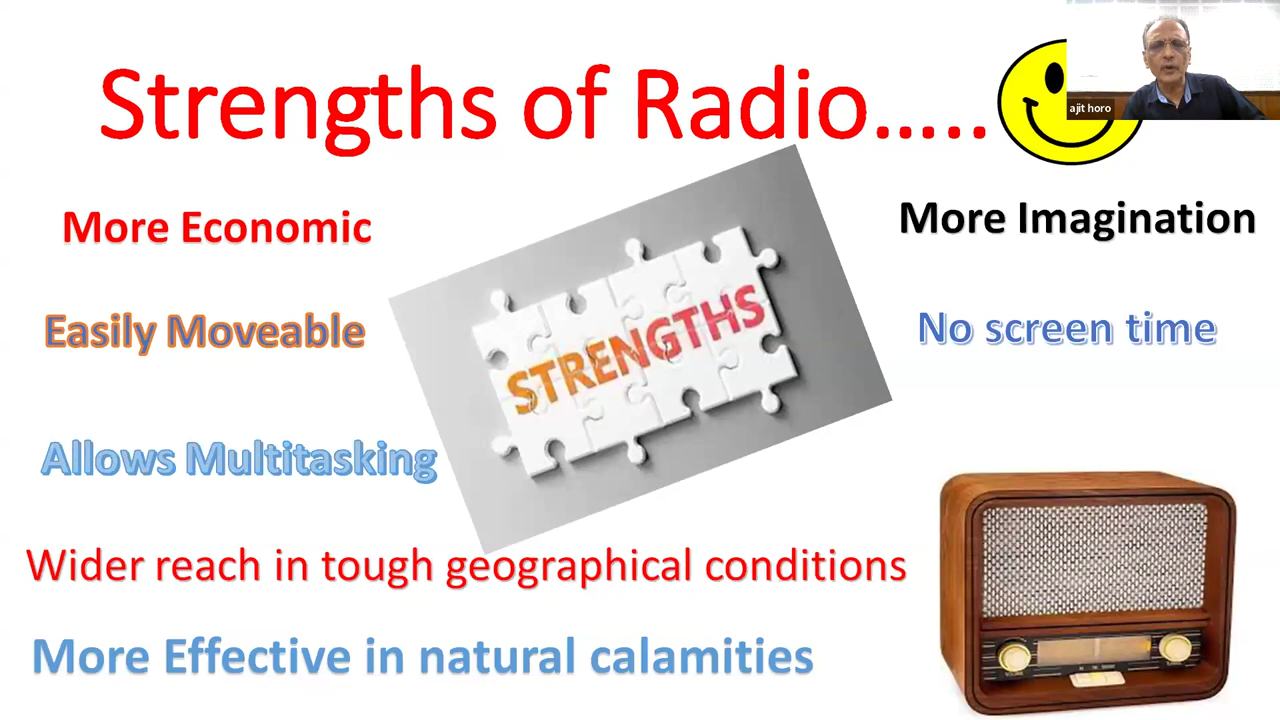 Strengths of Radio.....
ajit horo
More Economic
More Imagination
Easily Moveable
No screen time
STRENGTHS
Allows Multitasking
Wider reach in tough geographical conditions
More Effective in natural calamities
VOLUME